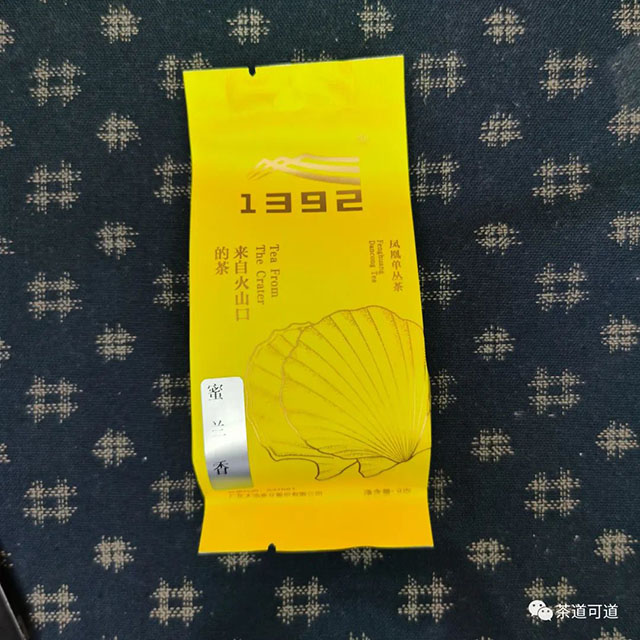 1392
凤凰单丛茶
Fenghuang
Dancong Tea
Tea From
The Crater
来自火山口
的茶
蜜兰香
茶道可道